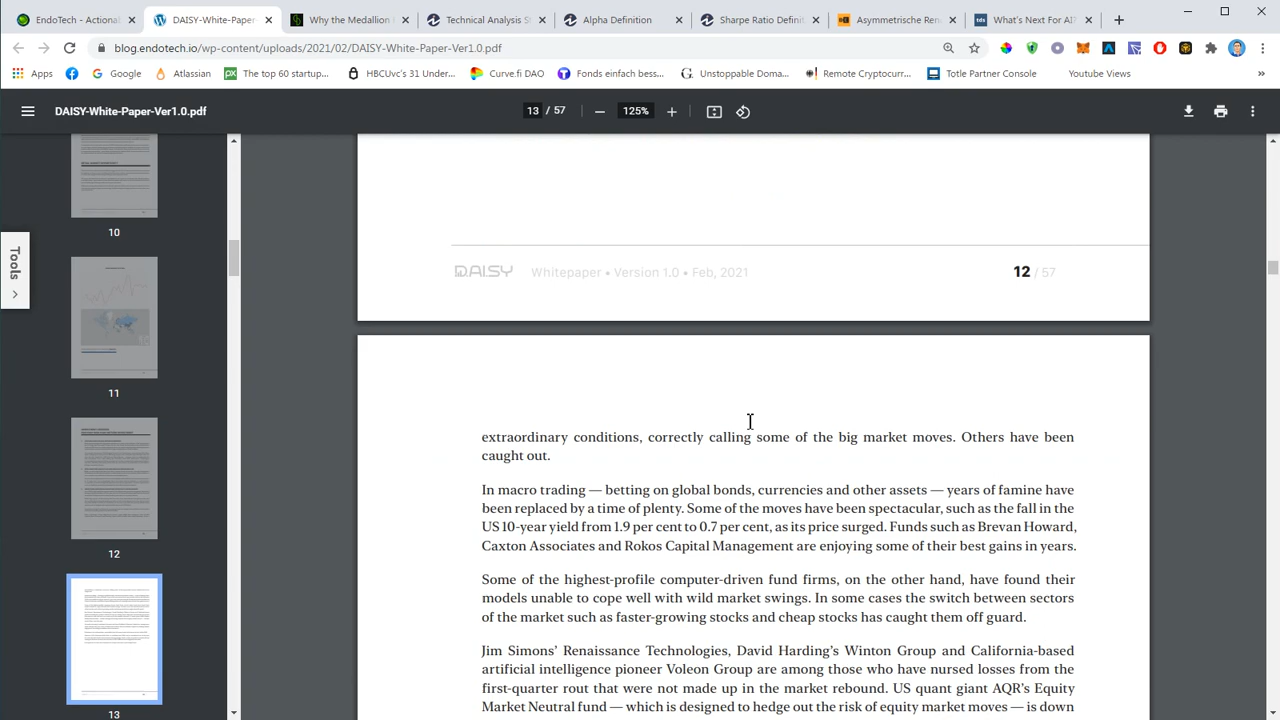 EndoTech - Actional
DAISY-White-Paper-
Why the Medallion
Technical Analysis S
Alpha Definition
Sharpe Ratio Definit
Asymmetrische Ren
tds
What's Next For AI?
blog.endotech.io/wp-content/uploads/2021/02/DAISY-White-Paper-Ver1.0.pdf
Apps
Google
Atlassian
The top 60 startup...
HBCUvc's 31 Under...
Curve.fi DAO
Fonds einfach bess...
Unstoppable Doma...
Remote Cryptocurr...
Totle Partner Console
Youtube Views
DAISY-White-Paper-Ver1.0.pdf
13 / 57
125%
Tools
10
11
12
13
DAISY Whitepaper • Version 1.0 • Feb, 2021
12 / 57
extraordinary conditions, correctly calling some of the big market moves. Others have been
caught out.
In macro trading — betting on global bonds, currencies and other assets — years of famine have
been replaced by a time of plenty. Some of the moves have been spectacular, such as the fall in the
US 10-year yield from 1.9 per cent to 0.7 per cent, as its price surged. Funds such as Brevan Howard,
Caxton Associates and Rokos Capital Management are enjoying some of their best gains in years.
Some of the highest-profile computer-driven fund firms, on the other hand, have found their
models unable to cope well with wild market swings. In some cases the switch between sectors
of the market such as faster-growing stocks and cheap stocks has caught them off guard.
Jim Simons' Renaissance Technologies, David Harding's Winton Group and California-based
artificial intelligence pioneer Voleon Group are among those who have nursed losses from the
first-quarter rout that were not made up in the market rebound. US quant giant AQR's Equity
Market Neutral fund — which is designed to hedge out the risk of equity market moves — is down